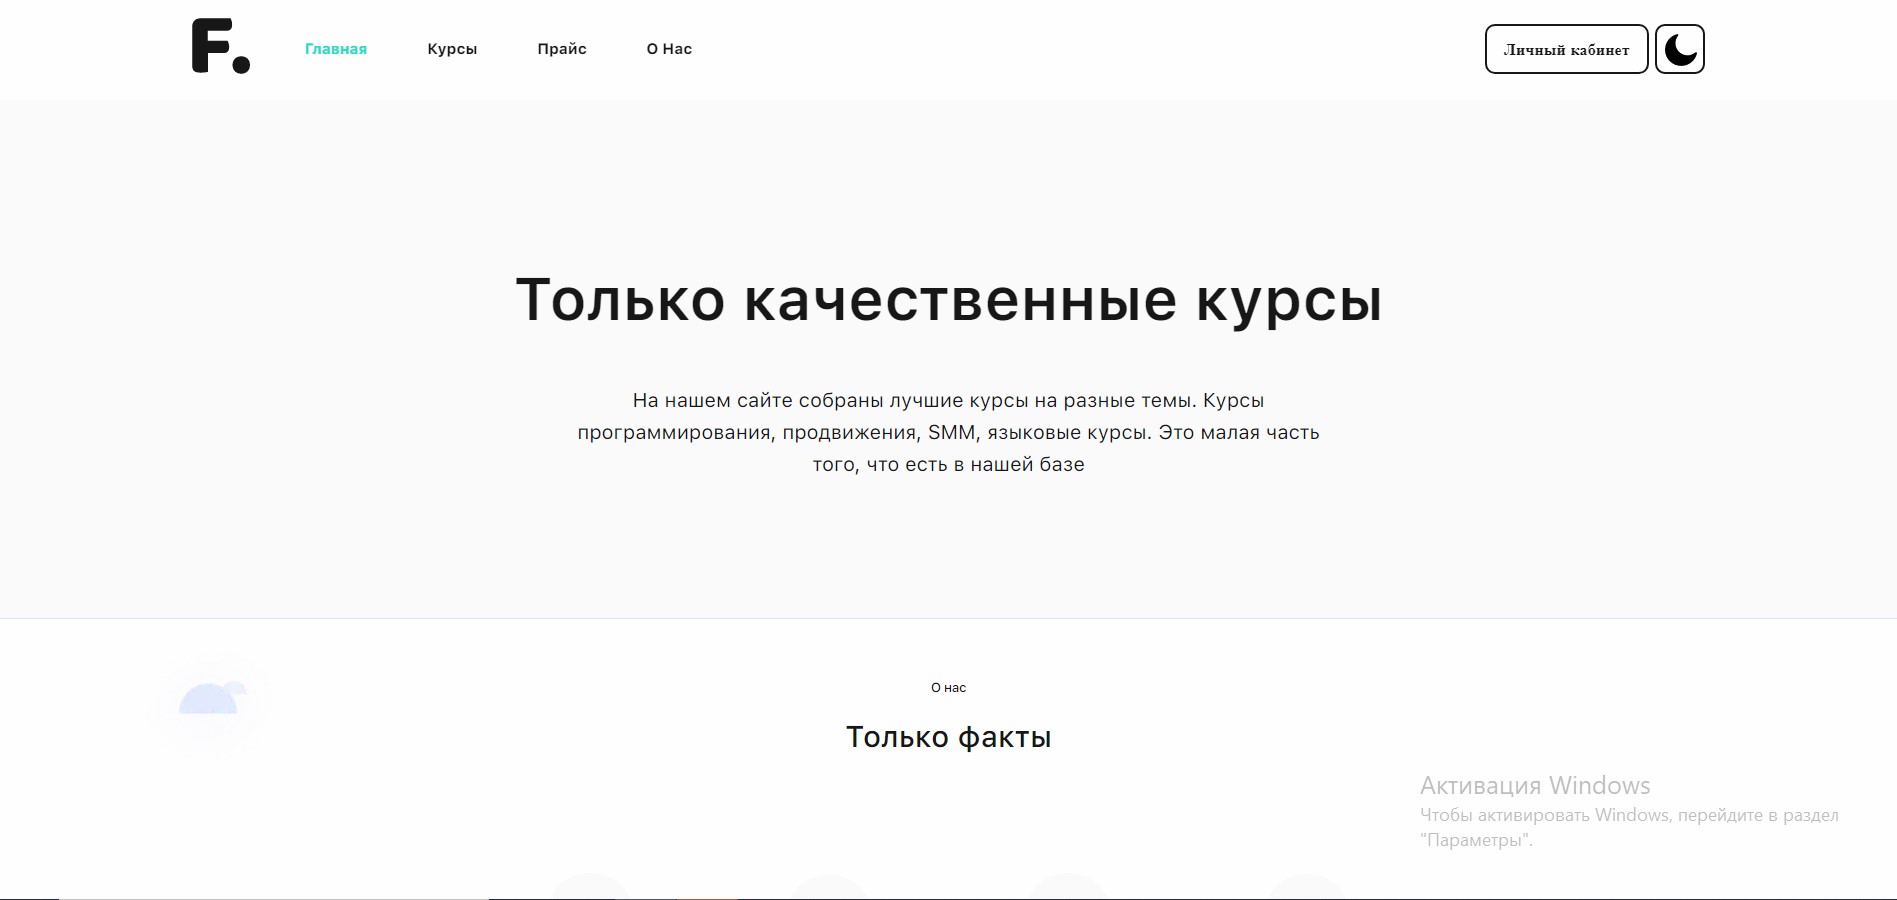 F.
Главная
Курсы
Прайс
О Нас
Личный кабинет
Только качественные курсы
На нашем сайте собраны лучшие курсы на разные темы. Курсы
программирования, продвижения, SMM, языковые курсы. Это малая часть
того, что есть в нашей базе
О нас
Только факты
Активация Windows
Чтобы активировать Windows, перейдите в раздел
"Параметры".